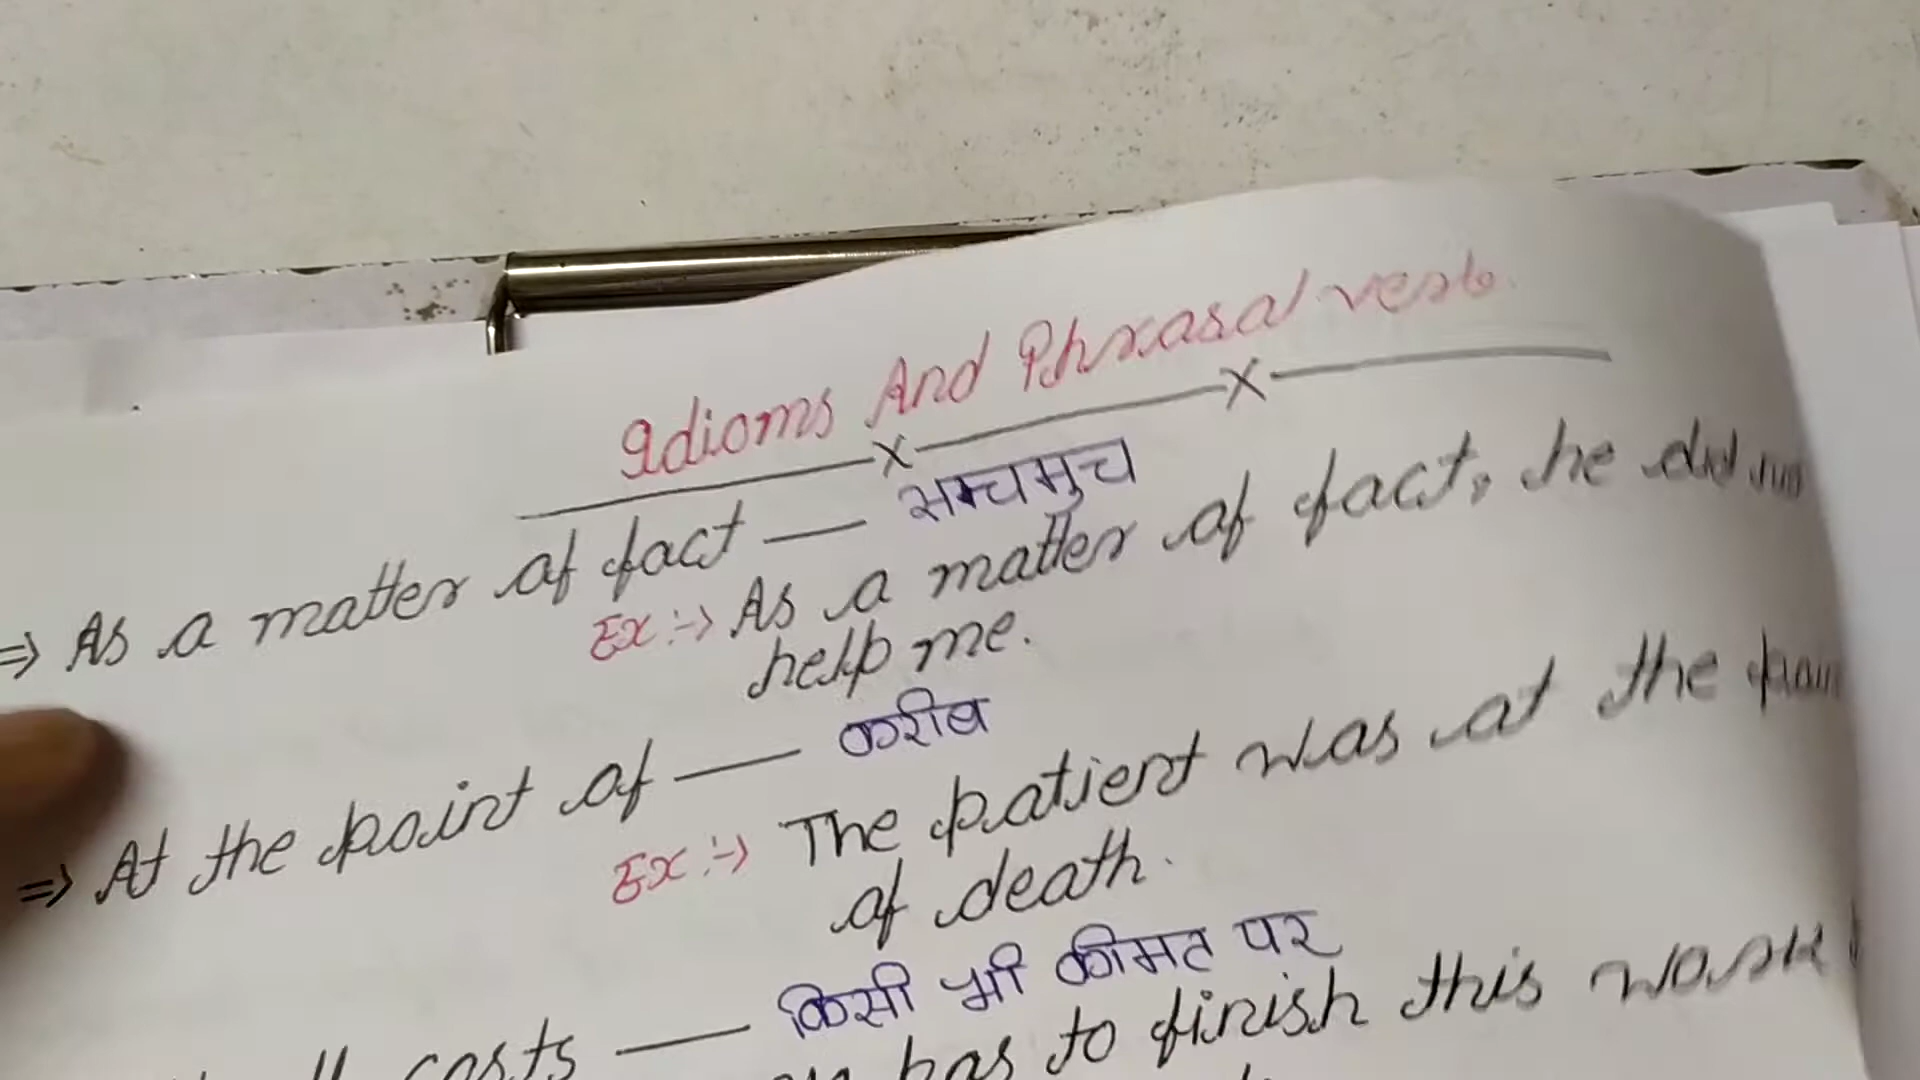 Idioms And Phrasal verb.
⇒ As a matter of fact — सचमुच
Ex :-> As a matter of fact, he did
help me.
⇒ At the point of — करीब
Ex :-> The patient was at the
of death.
costs — किसी भी कीमत पर
has to finish this work